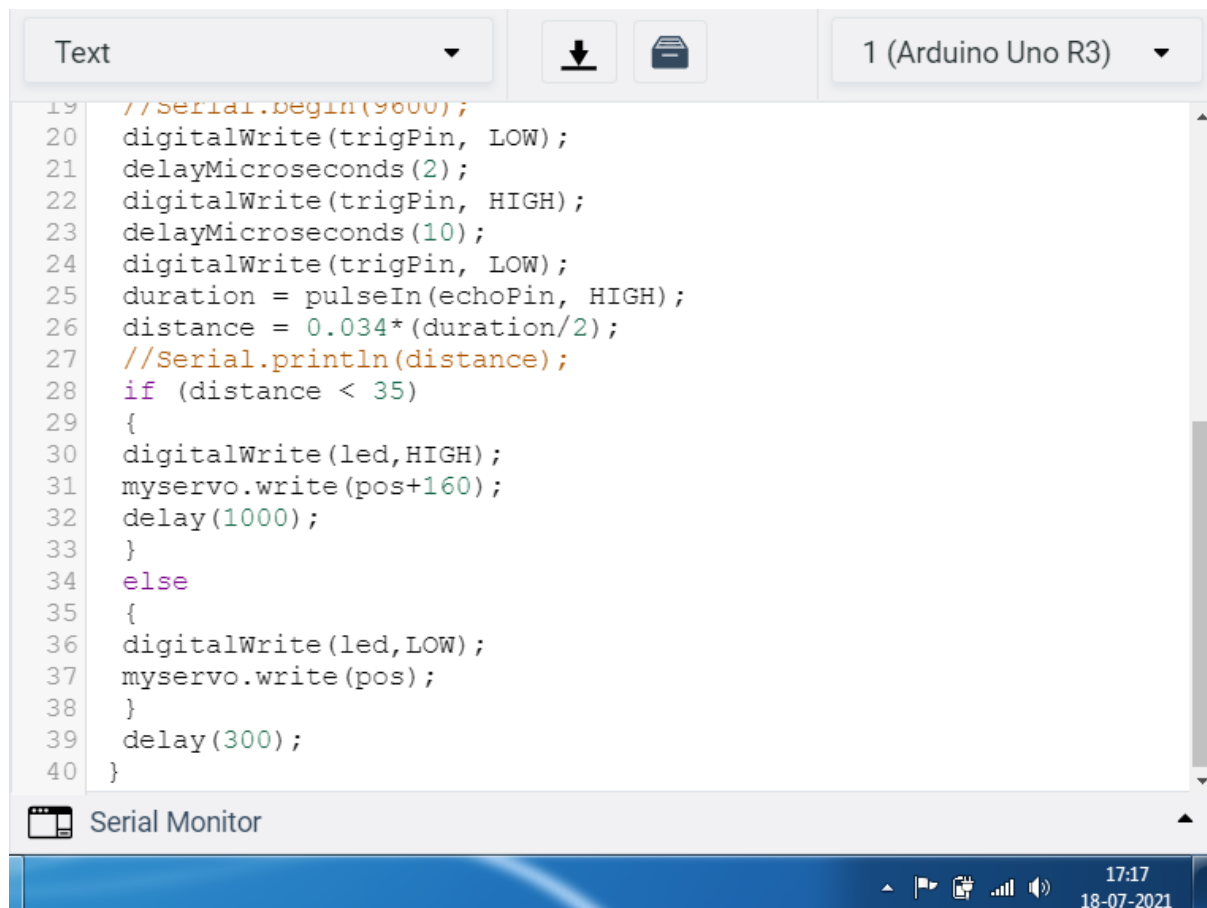 Text
1 (Arduino Uno R3)
19 //Serial.begin(9600);
20 digitalWrite(trigPin, LOW);
21 delayMicroseconds(2);
22 digitalWrite(trigPin, HIGH);
23 delayMicroseconds(10);
24 digitalWrite(trigPin, LOW);
25 duration = pulseIn(echoPin, HIGH);
26 distance = 0.034*(duration/2);
27 //Serial.println(distance);
28 if (distance < 35)
29 {
30 digitalWrite(led,HIGH);
31 myservo.write(pos+160);
32 delay(1000);
33 }
34 else
35 {
36 digitalWrite(led,LOW);
37 myservo.write(pos);
38 }
39 delay(300);
40 }
Serial Monitor
17:17
18-07-2021